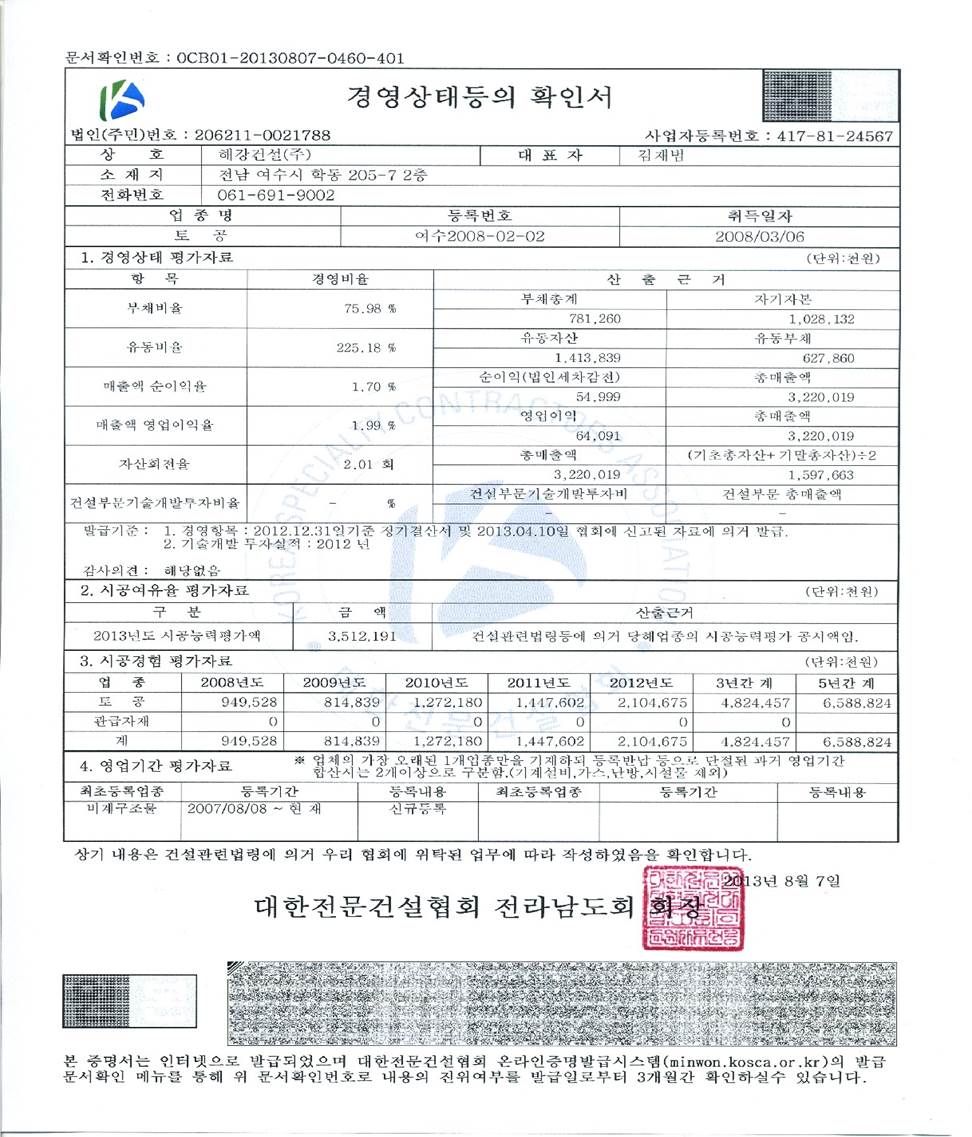 문서확인번호 : 0CB01-20130807-0460-401
경영상태등의 확인서
법인(주민)번호 : 206211-0021788 사업자등록번호 : 417-81-24567
상 호 해강건설(주) 대 표 자 김재범
소 재 지 전남 여수시 학동 205-7 2층
전화번호 061-691-9002
업 종 명 등록번호 취득일자
토 공 여수2008-02-02 2008/03/06
1. 경영상태 평가자료 (단위:천원)
항 목 경영비율 산 출 근 거
부채비율 75.98 % 부채총계 자기자본
781,260 1,028,132
유동비율 225.18 % 유동자산 유동부채
1,413,839 627,860
매출액 순이익율 1.70 % 순이익(법인세차감전) 총매출액
54,999 3,220,019
매출액 영업이익율 1.99 % 영업이익 총매출액
64,091 3,220,019
자산회전율 2.01 회 총매출액 (기초총자산+기말총자산)÷2
3,220,019 1,597,663
건설부문기술개발투자비율 - % 건설부문기술개발투자비 건설부문 총매출액
- -
발급기준 : 1. 경영항목 : 2012.12.31일기준 정기결산서 및 2013.04.10일 협회에 신고된 자료에 의거 발급.
2. 기술개발 투자실적 : 2012 년
감사의견 : 해당없음
2. 시공여유율 평가자료 (단위:천원)
구 분 금 액 산출근거
2013년도 시공능력평가액 3,512,191 건설관련법령등에 의거 당해업종의 시공능력평가 공시액임.
3. 시공경험 평가자료 (단위:천원)
업 종 2008년도 2009년도 2010년도 2011년도 2012년도 3년간 계 5년간 계
토 공 949,528 814,839 1,272,180 1,447,602 2,104,675 4,824,457 6,588,824
관급자재 0 0 0 0 0 0
계 949,528 814,839 1,272,180 1,447,602 2,104,675 4,824,457 6,588,824
4. 영업기간 평가자료 ※ 업체의 가장 오래된 1개업종만을 기재하되 등록반납 등으로 단절된 과거 영업기간
합산시는 2개이상으로 구분함.(기계설비,가스,난방,시설물 제외)
최초등록업종 등록기간 등록내용 최초등록업종 등록기간 등록내용
비계구조물 2007/08/08 ~ 현 재 신규등록
상기 내용은 건설관련법령에 의거 우리 협회에 위탁된 업무에 따라 작성하였음을 확인합니다.
2013년 8월 7일
대한전문건설협회 전라남도회 회장
본 증명서는 인터넷으로 발급되었으며 대한전문건설협회 온라인증명발급시스템(minwon.kosca.or.kr)의 발급
문서확인 메뉴를 통해 위 문서확인번호로 내용의 진위여부를 발급일로부터 3개월간 확인하실수 있습니다.